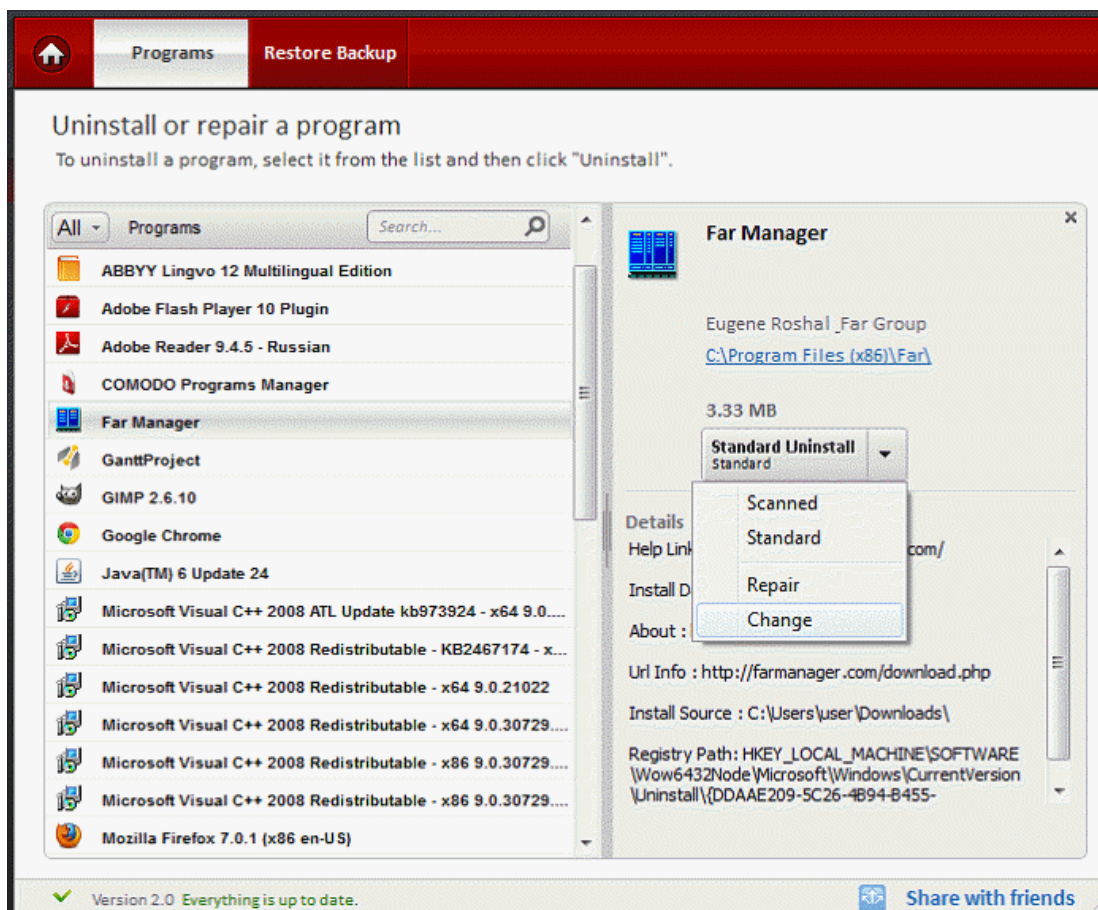 Programs
Restore Backup
Uninstall or repair a program
To uninstall a program, select it from the list and then click "Uninstall".
All
Programs
Search...
ABBYY Lingvo 12 Multilingual Edition
Adobe Flash Player 10 Plugin
Adobe Reader 9.4.5 - Russian
COMODO Programs Manager
Far Manager
GanttProject
GIMP 2.6.10
Google Chrome
Java(TM) 6 Update 24
Microsoft Visual C++ 2008 ATL Update kb973924 - x64 9.0....
Microsoft Visual C++ 2008 Redistributable - KB2467174 - x...
Microsoft Visual C++ 2008 Redistributable - x64 9.0.21022
Microsoft Visual C++ 2008 Redistributable - x64 9.0.30729....
Microsoft Visual C++ 2008 Redistributable - x86 9.0.30729....
Microsoft Visual C++ 2008 Redistributable - x86 9.0.30729....
Mozilla Firefox 7.0.1 (x86 en-US)
Far Manager
Eugene Roshal _Far Group
C:\Program Files (x86)\Far\
3.33 MB
Standard Uninstall
Standard
Scanned
Standard
Repair
Change
Details
Help Link com/
Install D
About :
Url Info : http://farmanager.com/download.php
Install Source : C:\Users\user\Downloads\
Registry Path: HKEY_LOCAL_MACHINE\SOFTWARE
\Wow6432Node\Microsoft\Windows\CurrentVersion
\Uninstall\{DDAAE209-5C26-4B94-B455-
Version 2.0 Everything is up to date.
Share with friends